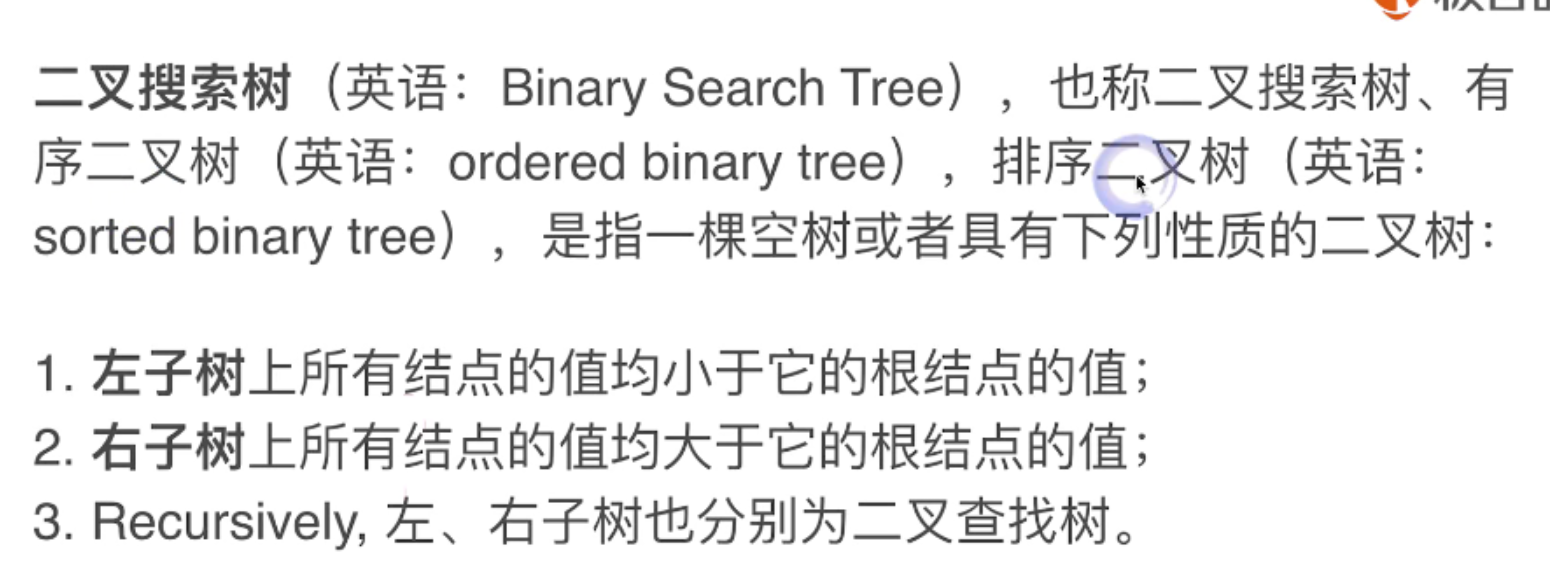 二叉搜索树（英语：Binary Search Tree），也称二叉搜索树、有
序二叉树（英语：ordered binary tree），排序二叉树（英语：
sorted binary tree），是指一棵空树或者具有下列性质的二叉树：
1. 左子树上所有结点的值均小于它的根结点的值；
2. 右子树上所有结点的值均大于它的根结点的值；
3. Recursively, 左、右子树也分别为二叉查找树。